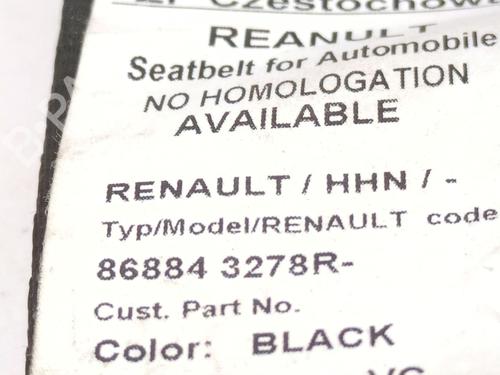 Częstochowa
REANULT
Seatbelt for Automobile
NO HOMOLOGATION
AVAILABLE
RENAULT / HHN / -
Typ/Model/RENAULT code
86884 3278R-
Cust. Part No.
Color: BLACK